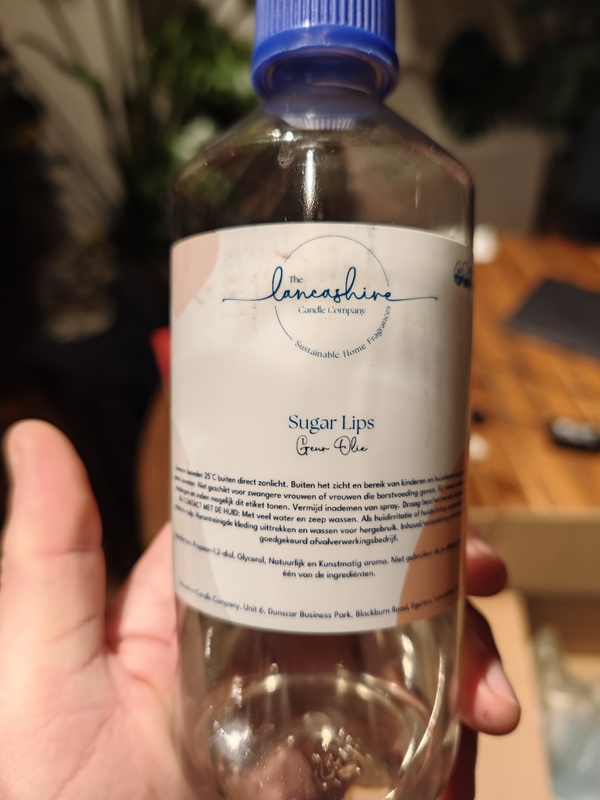 The
lancashire
Candle Company
Sustainable Home Fragrances
Sugar Lips
Geur Olie
beneden 25°C buiten direct zonlicht. Buiten het zicht en bereik van kinderen en
Niet geschikt voor zwangere vrouwen of vrouwen die borstvoeding geven.
indien mogelijk dit etiket tonen. Vermijd inademen van spray. Draag
CONTACT MET DE HUID: Met veel water en zeep wassen. Als huidirritatie of
Verontreinigde kleding uittrekken en wassen voor hergebruik. Inhoud/verpakking
goedgekeurd afvalverwerkingsbedrijf.
Propaan-1,2-diol, Glycerol, Natuurlijk en Kunstmatig aroma. Niet gebruiken
één van de ingrediënten.
Candle Company, Unit 6, Dunscar Business Park, Blackburn Road, Egerton,